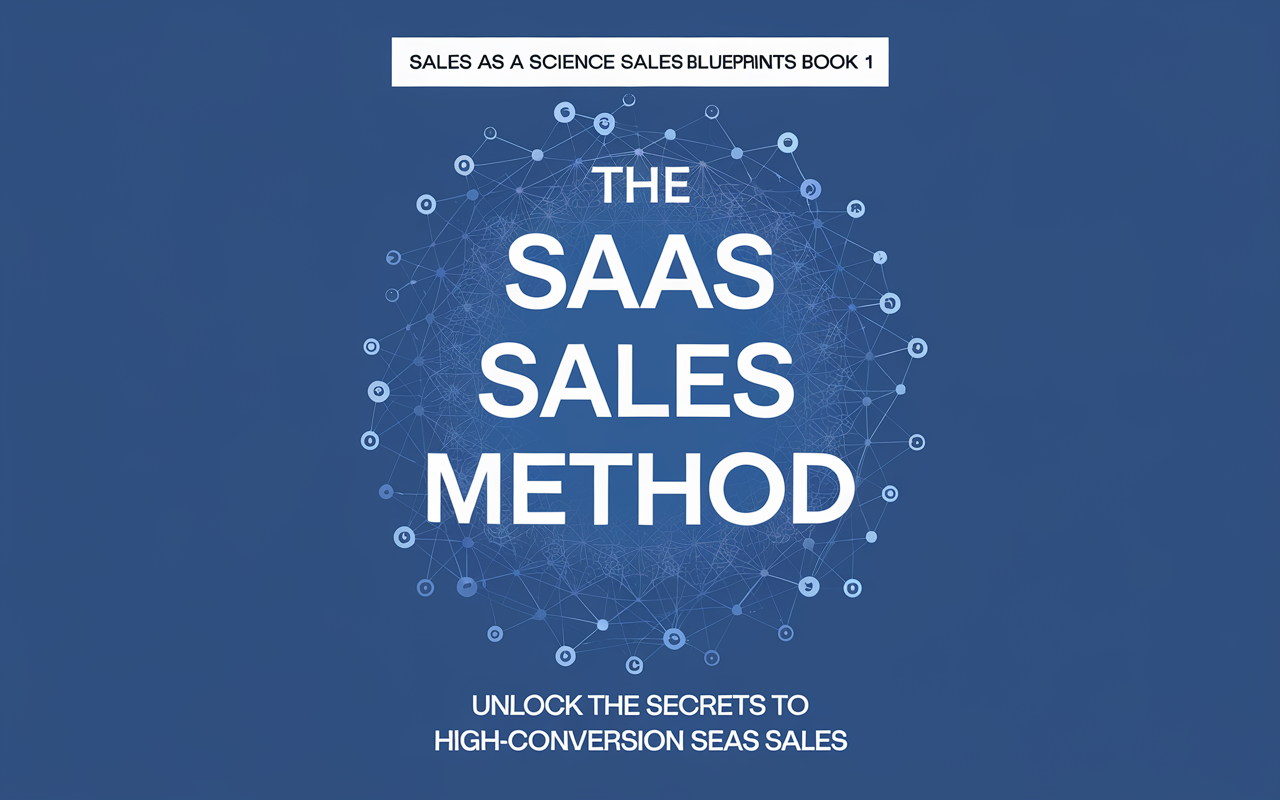 SALES AS A SCIENCE SALES BLUEPRINTS BOOK 1
THE
SAAS
SALES
METHOD
UNLOCK THE SECRETS TO
HIGH-CONVERSION SEAS SALES